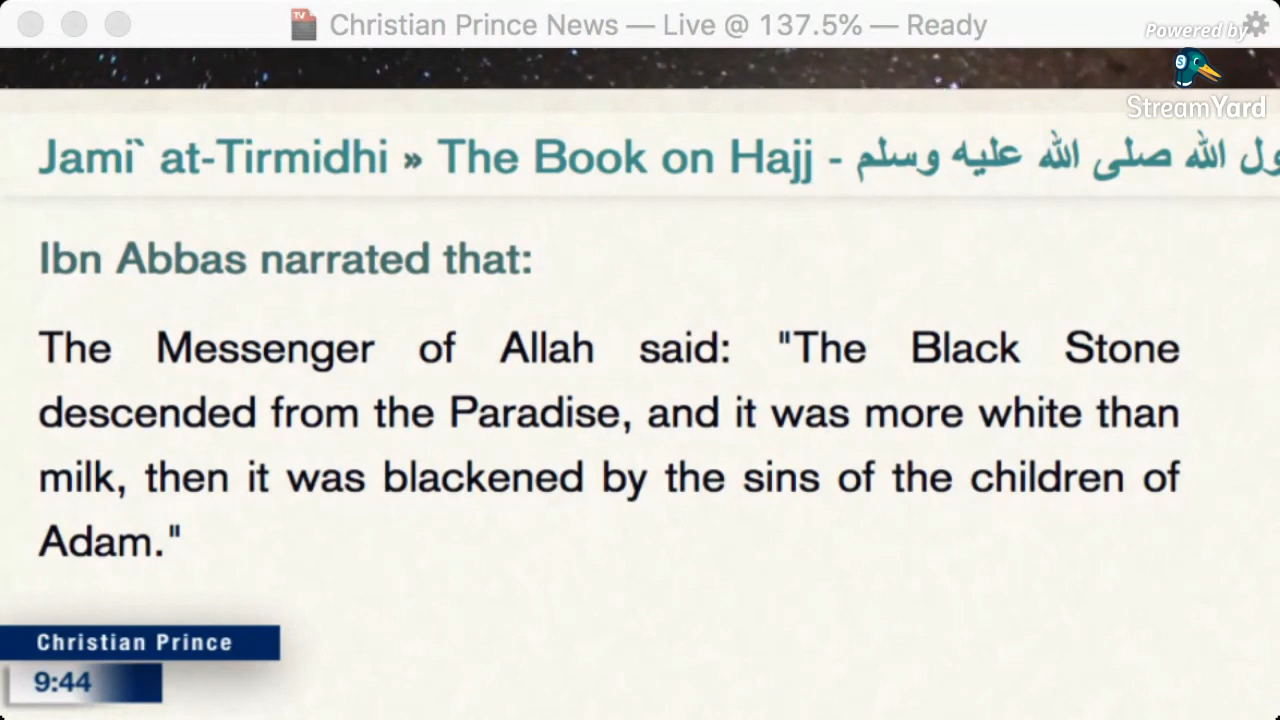 Christian Prince News — Live @ 137.5% — Ready
Powered by
StreamYard
Jami` at-Tirmidhi » The Book on Hajj - الله صلى الله عليه وسلم
Ibn Abbas narrated that:
The Messenger of Allah said: "The Black Stone
descended from the Paradise, and it was more white than
milk, then it was blackened by the sins of the children of
Adam."
Christian Prince
9:44